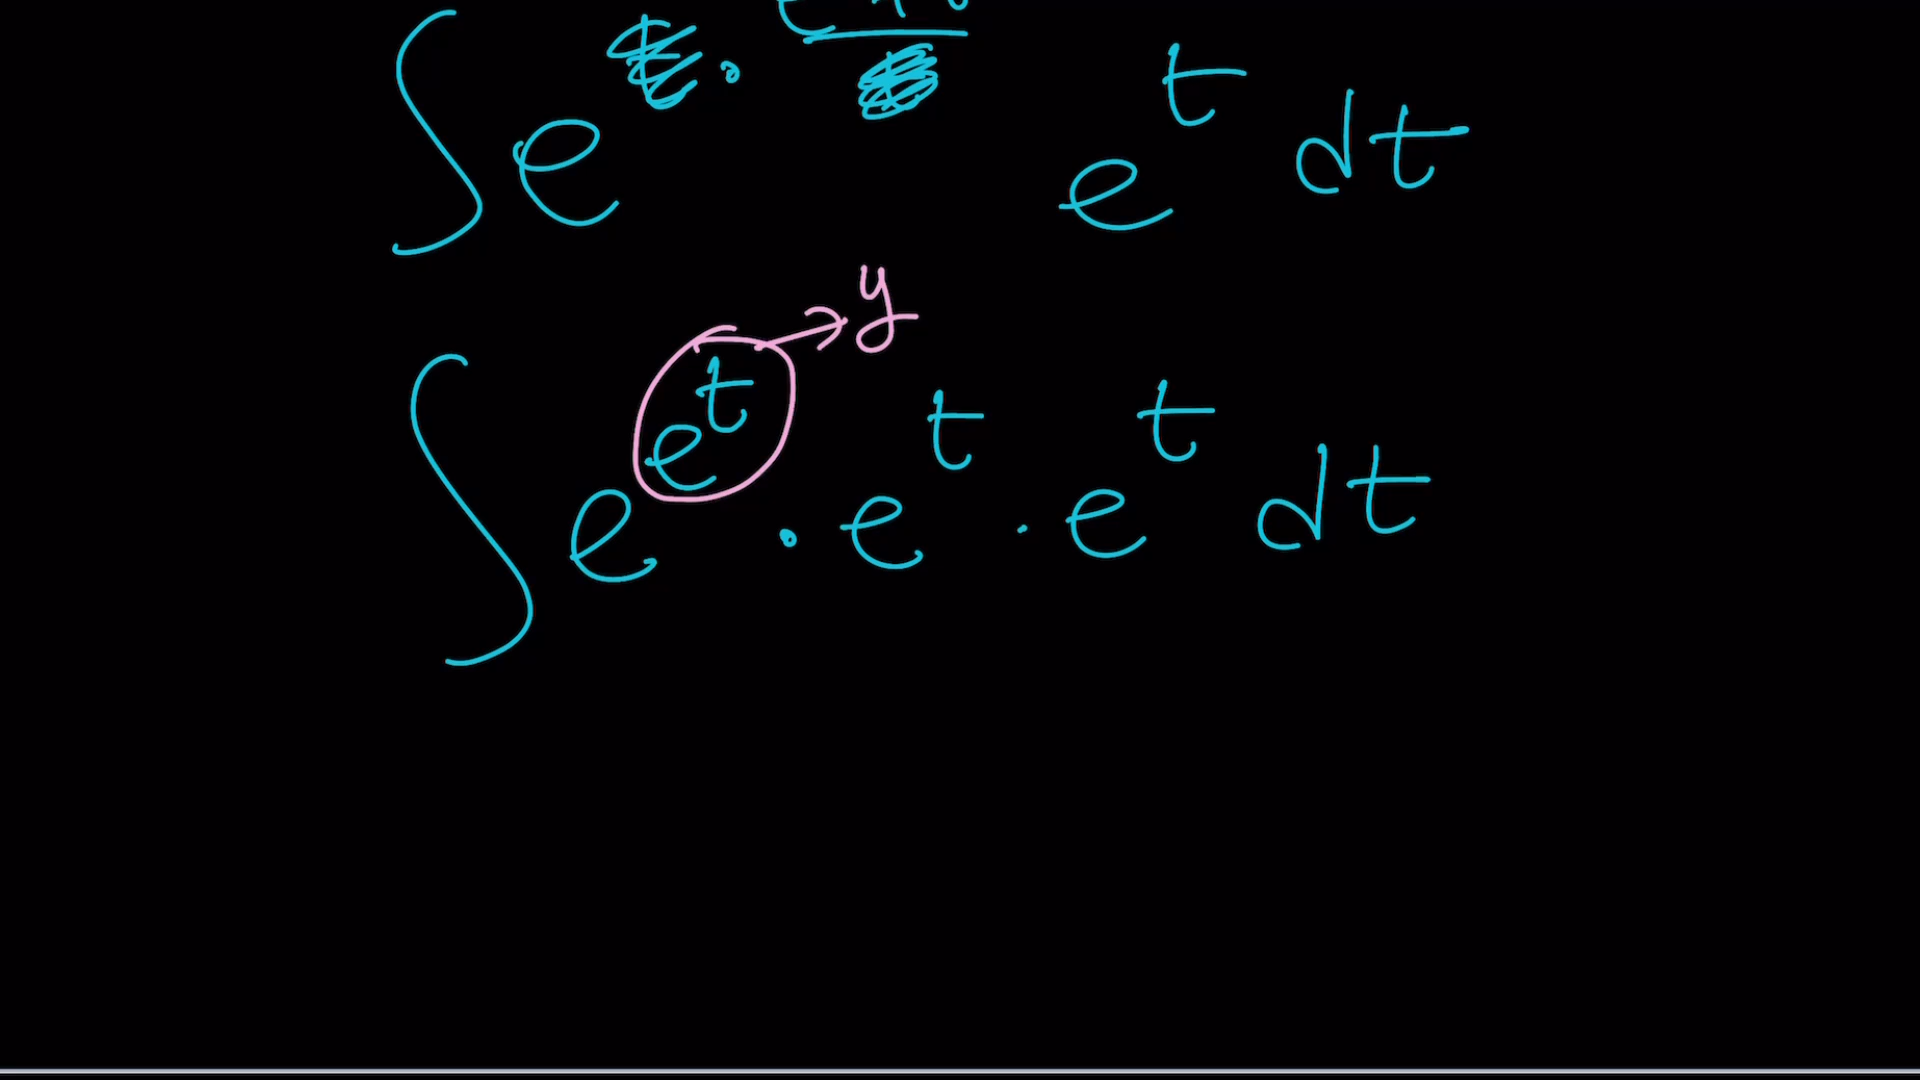 ∫ e^{t · /t} e^t dt
y
∫ e^{e^t} · e^t · e^t dt